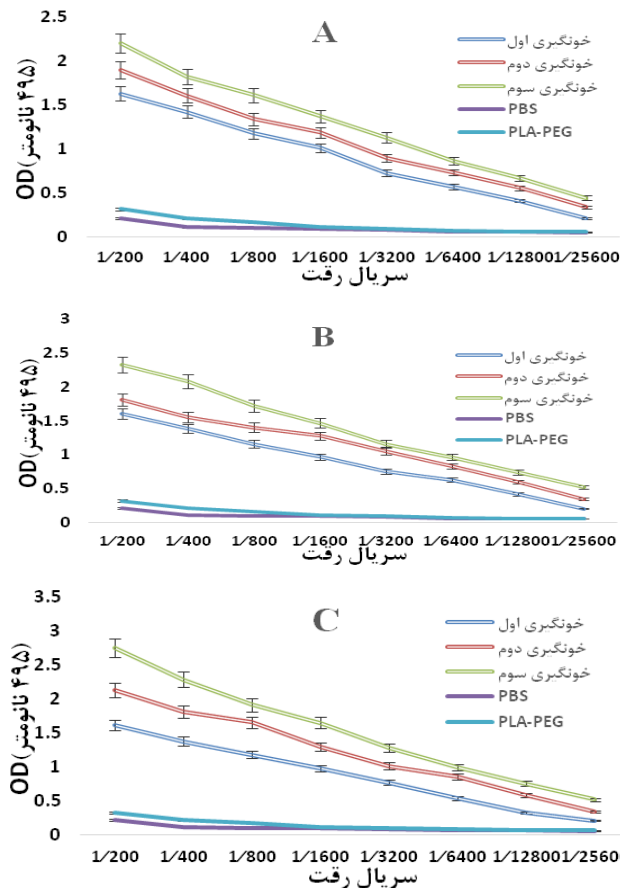 A
2.5
2
1.5
1
0.5
0
OD(۴۹۵ نانومتر)
خونگیری اول
خونگیری دوم
خونگیری سوم
PBS
PLA-PEG
1/200 1/400 1/800 1/1600 1/3200 1/6400 1/12800 1/25600
سریال رقت
B
3
2.5
2
1.5
1
0.5
0
OD(۴۹۵ نانومتر)
خونگیری اول
خونگیری دوم
خونگیری سوم
PBS
PLA-PEG
1/200 1/400 1/800 1/1600 1/3200 1/6400 1/12800 1/25600
سریال رقت
C
3.5
3
2.5
2
1.5
1
0.5
0
OD(۴۹۵ نانومتر)
خونگیری اول
خونگیری دوم
خونگیری سوم
PBS
PLA-PEG
1/200 1/400 1/800 1/1600 1/3200 1/6400 1/12800 1/2560
سریال رقت